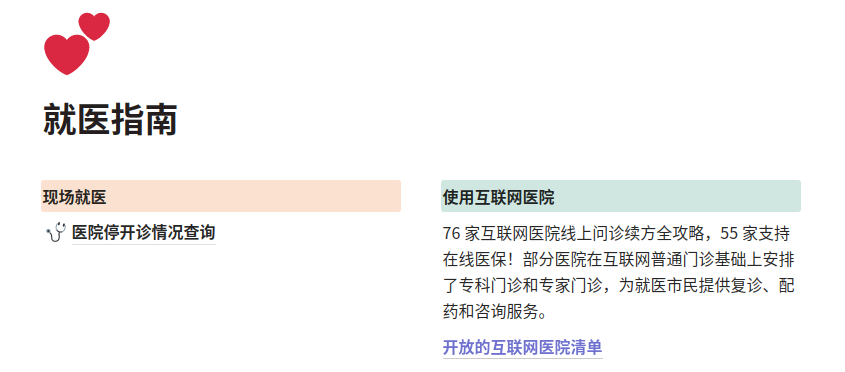 就医指南
现场就医
医院停开诊情况查询
使用互联网医院
76 家互联网医院线上问诊续方全攻略，55 家支持
在线医保！部分医院在互联网普通门诊基础上安排
了专科门诊和专家门诊，为就医市民提供复诊、配
药和咨询服务。
开放的互联网医院清单